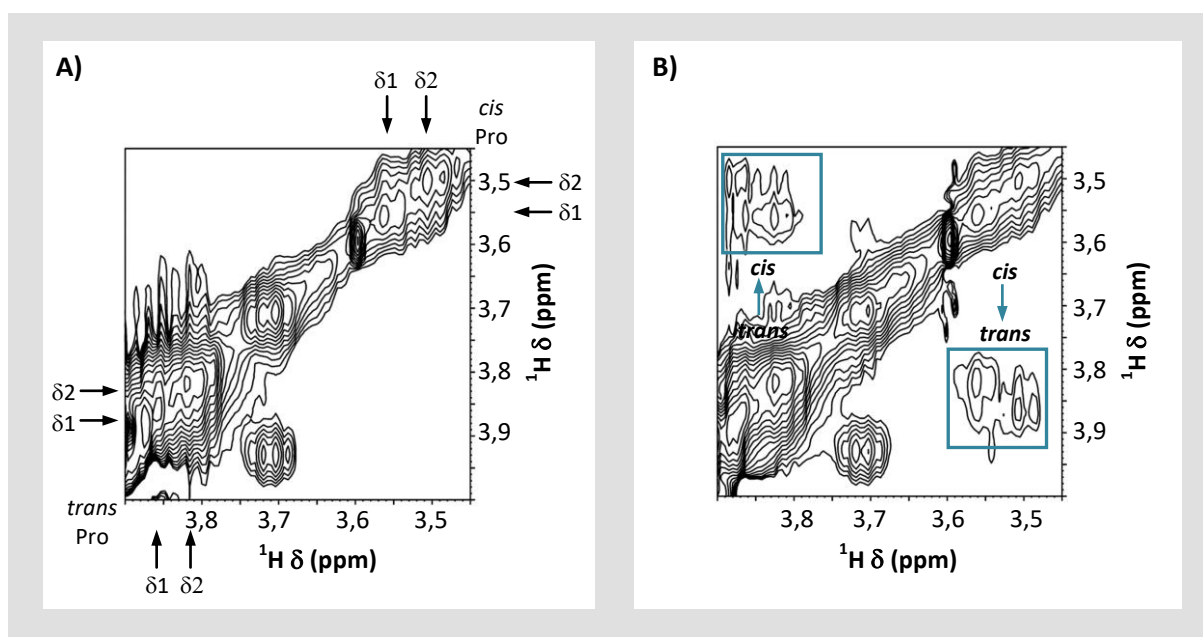 A)
δ1 δ2
cis
Pro
3,5
δ2
δ1
3,6
3,7
3,8
3,9
¹H δ (ppm)
δ2
δ1
trans
Pro
3,8 3,7 3,6 3,5
¹H δ (ppm)
δ1 δ2
B)
3,5
3,6
3,7
3,8
3,9
¹H δ (ppm)
cis
trans
cis
trans
3,8 3,7 3,6 3,5
¹H δ (ppm)